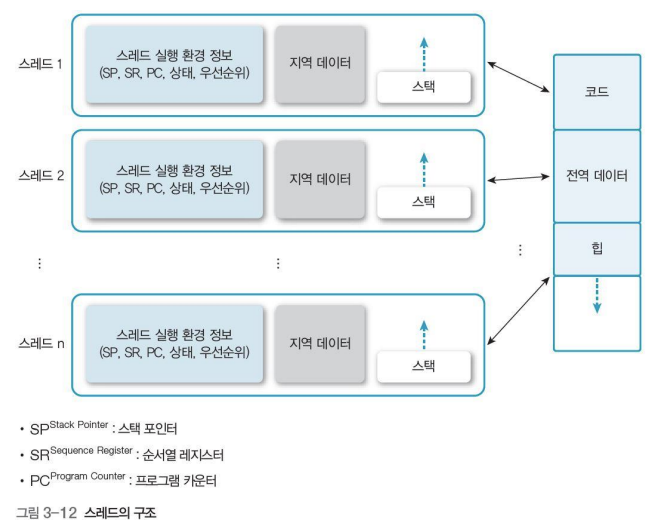 스레드 1
스레드 실행 환경 정보
(SP, SR, PC, 상태, 우선순위)
지역 데이터
스택
코드
스레드 2
스레드 실행 환경 정보
(SP, SR, PC, 상태, 우선순위)
지역 데이터
스택
전역 데이터
힙
⋮
⋮
⋮
스레드 n
스레드 실행 환경 정보
(SP, SR, PC, 상태, 우선순위)
지역 데이터
스택
• SP Stack Pointer : 스택 포인터
• SR Sequence Register : 순서열 레지스터
• PC Program Counter : 프로그램 카운터
그림 3-12 스레드의 구조